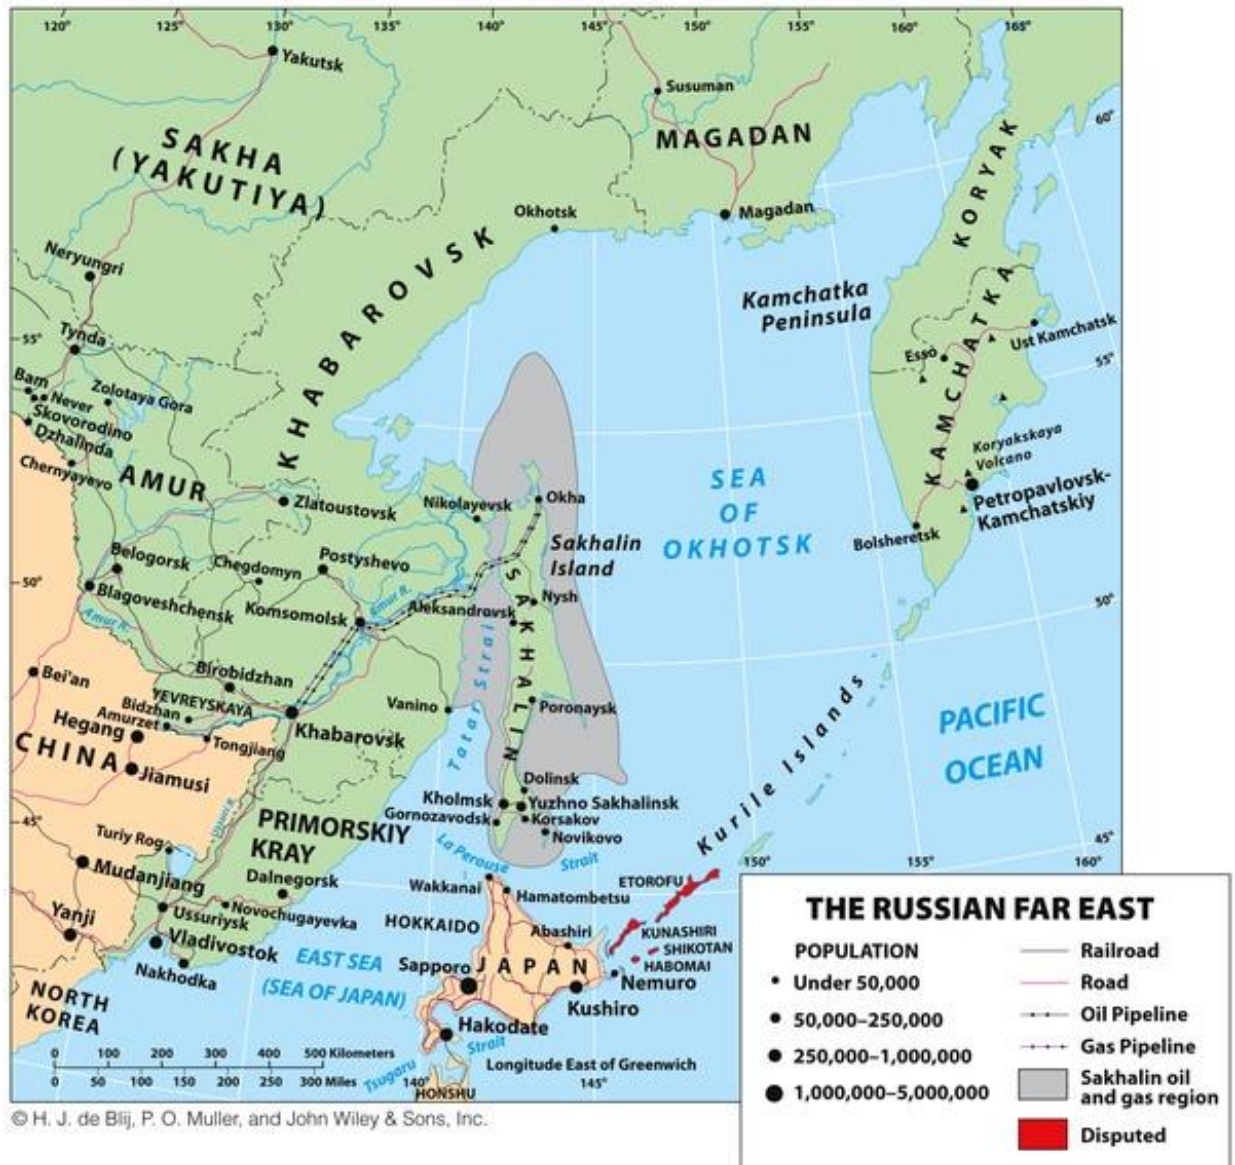 120°
125°
130°
135°
140°
145°
150°
155°
160°
165°
Yakutsk
Susuman
SAKHA
(YAKUTIYA)
MAGADAN
60°
KORYAK
Okhotsk
Magadan
Neryungri
KHABAROVSK
Kamchatka
Peninsula
KAMCHATKA
55°
Tynda
Esso
Ust Kamchatsk
55°
Bam
Never
Zolotaya Gora
Skovorodino
Dzhalinda
Chernyayevo
AMUR
Koryakskaya
Volcano
SEA
OF
OKHOTSK
Zlatoustovsk
Nikolayevsk
Okha
Petropavlovsk-
Kamchatskiy
Bolsheretsk
Sakhalin
Island
Belogorsk
Chegdomyn
Postyshevo
50°
Blagoveshchensk
Komsomolsk
Amur R.
Aleksandrovsk
Nysh
50°
Amur R.
SAKHALIN
Tatar Strait
Bei'an
Birobidzhan
YEVREYSKAYA
Bidzhan
Amurzet
Hegang
Tongjiang
Khabarovsk
Vanino
Poronaysk
Kurile Islands
PACIFIC
OCEAN
CHINA
Jiamusi
Dolinsk
Kholmsk
Yuzhno Sakhalinsk
Gornozavodsk
Korsakov
Novikovo
45°
Ussuri R.
PRIMORSKIY
KRAY
Turiy Rog
La Perouse
Strait
150°
155°
160°
45°
Mudanjiang
Dalnegorsk
Wakkanai
Hamatombetsu
ETOROFU
Yanji
Ussuriysk
Novochugayevka
HOKKAIDO
Abashiri
KUNASHIRI
SHIKOTAN
HABOMAI
Vladivostok
Nakhodka
EAST SEA
(SEA OF JAPAN)
Sapporo
JAPAN
Nemuro
Kushiro
NORTH
KOREA
Hakodate
Strait
Tsugaru
140°
Longitude East of Greenwich
145°
HONSHU
0 100 200 300 400 500 Kilometers
0 50 100 150 200 250 300 Miles
THE RUSSIAN FAR EAST
POPULATION
Under 50,000
50,000–250,000
250,000–1,000,000
1,000,000–5,000,000
Railroad
Road
Oil Pipeline
Gas Pipeline
Sakhalin oil
and gas region
Disputed
© H. J. de Blij, P. O. Muller, and John Wiley & Sons, Inc.